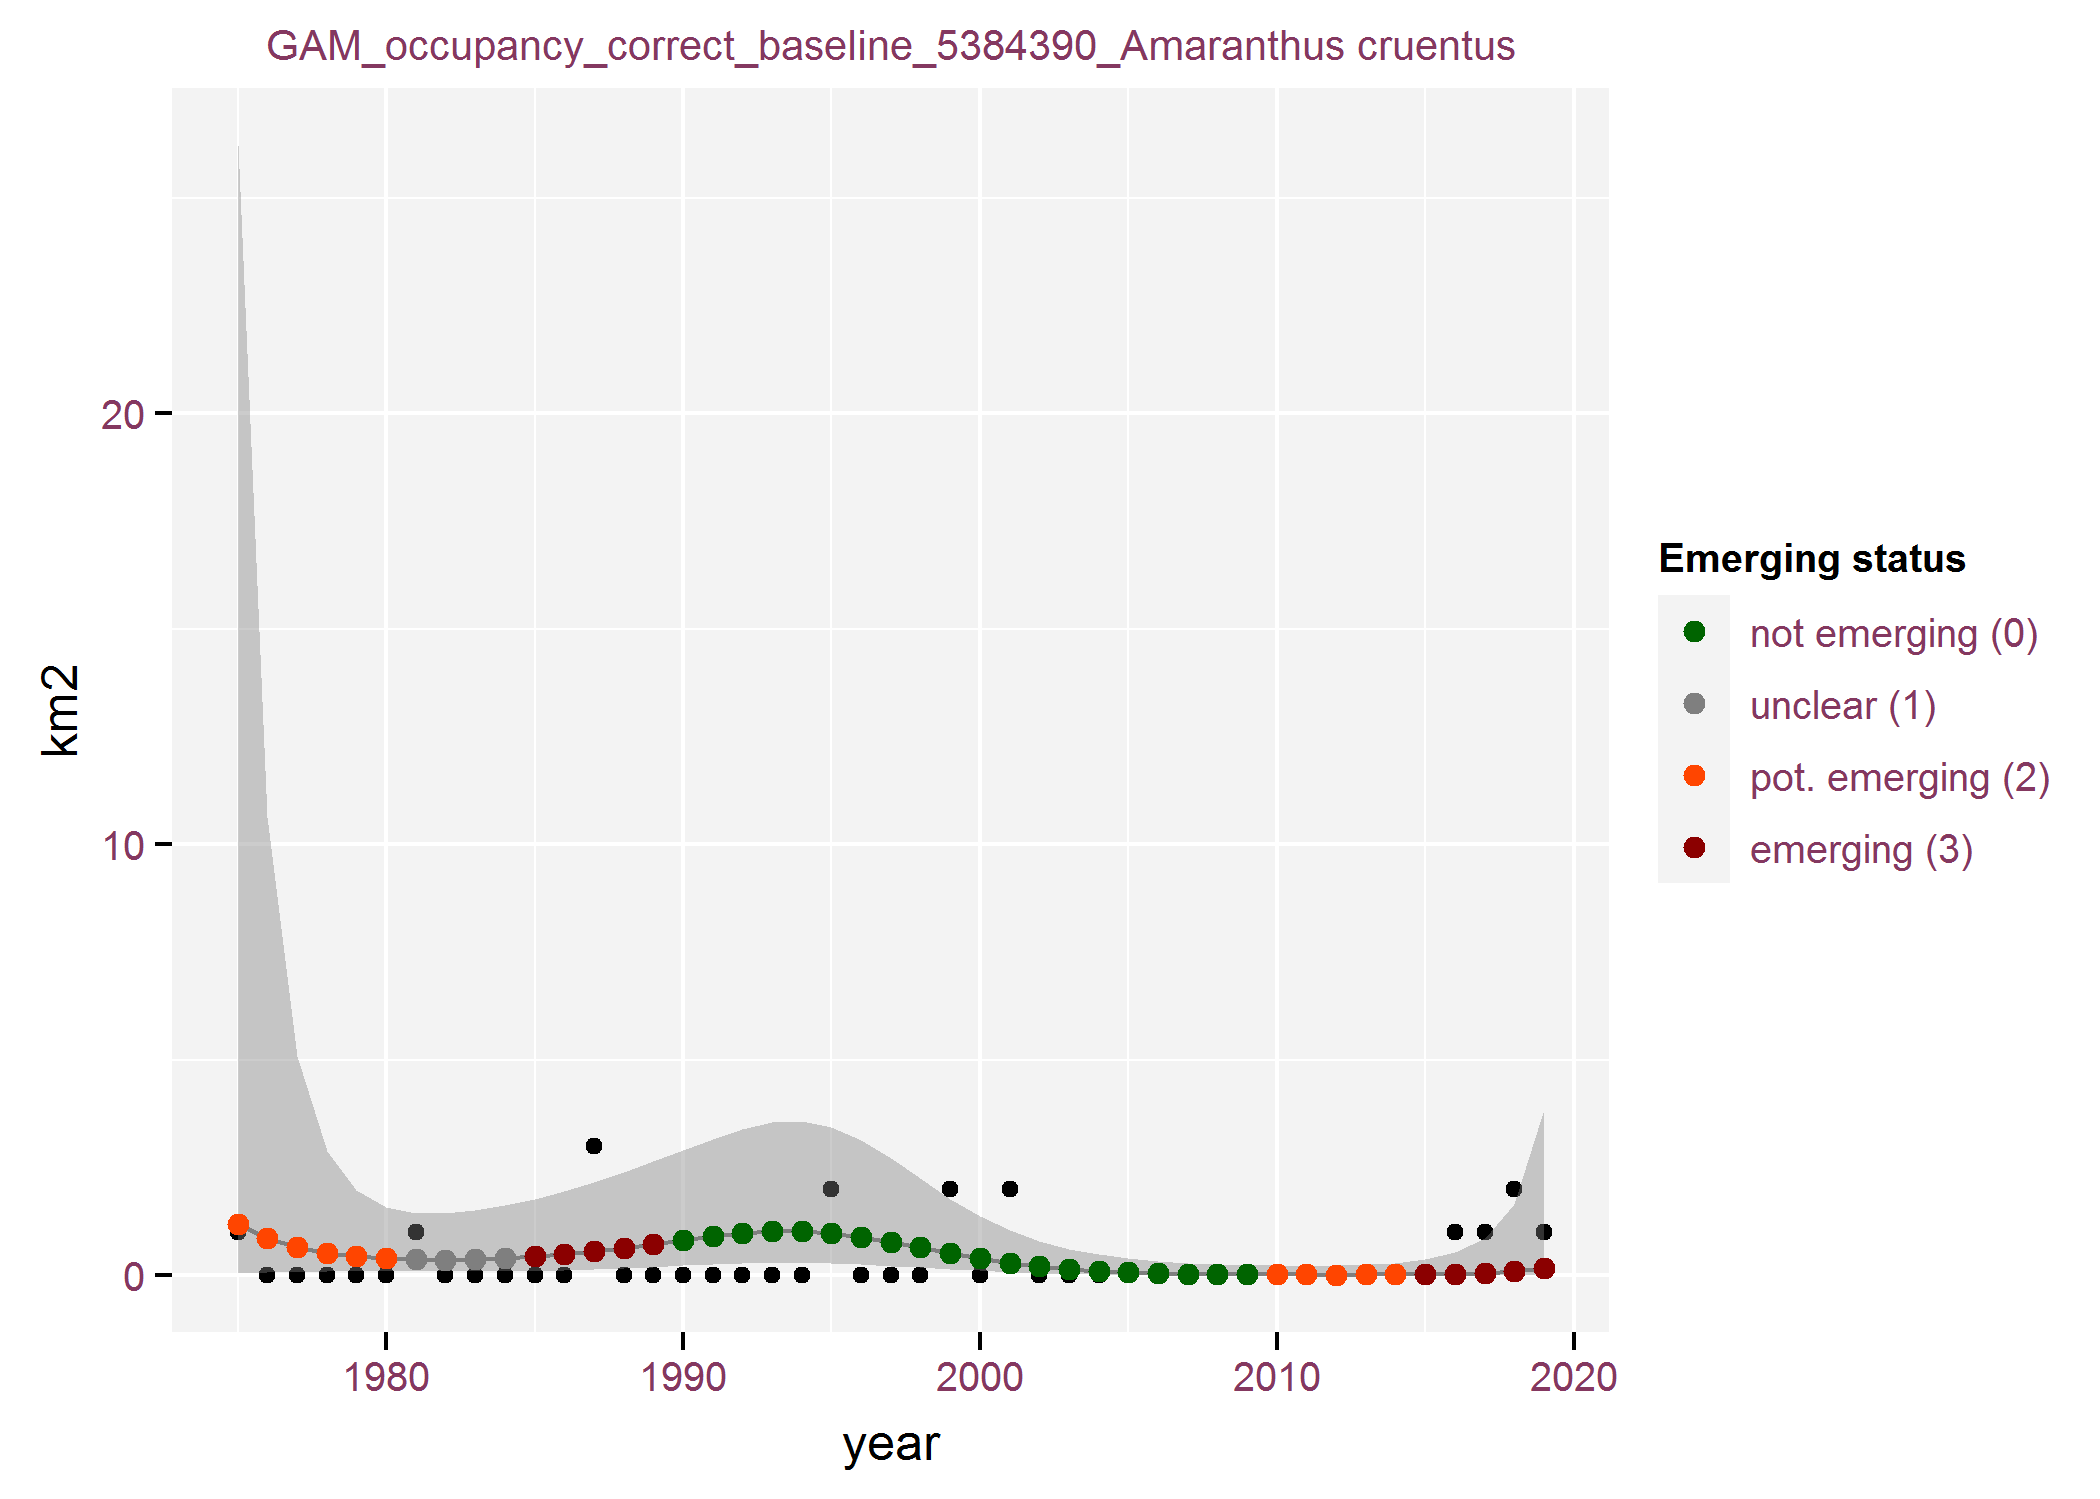 GAM_occupancy_correct_baseline_5384390_Amaranthus cruentus
km2
20
10
0
1980 1990 2000 2010 2020
year
Emerging status
not emerging (0)
unclear (1)
pot. emerging (2)
emerging (3)